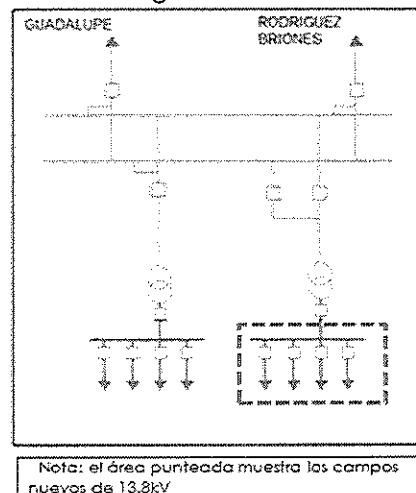 GUADALUPE
RODRIGUEZ
BRIONES
Nota: el área punteada muestra los campos
nuevos de 13.8kV